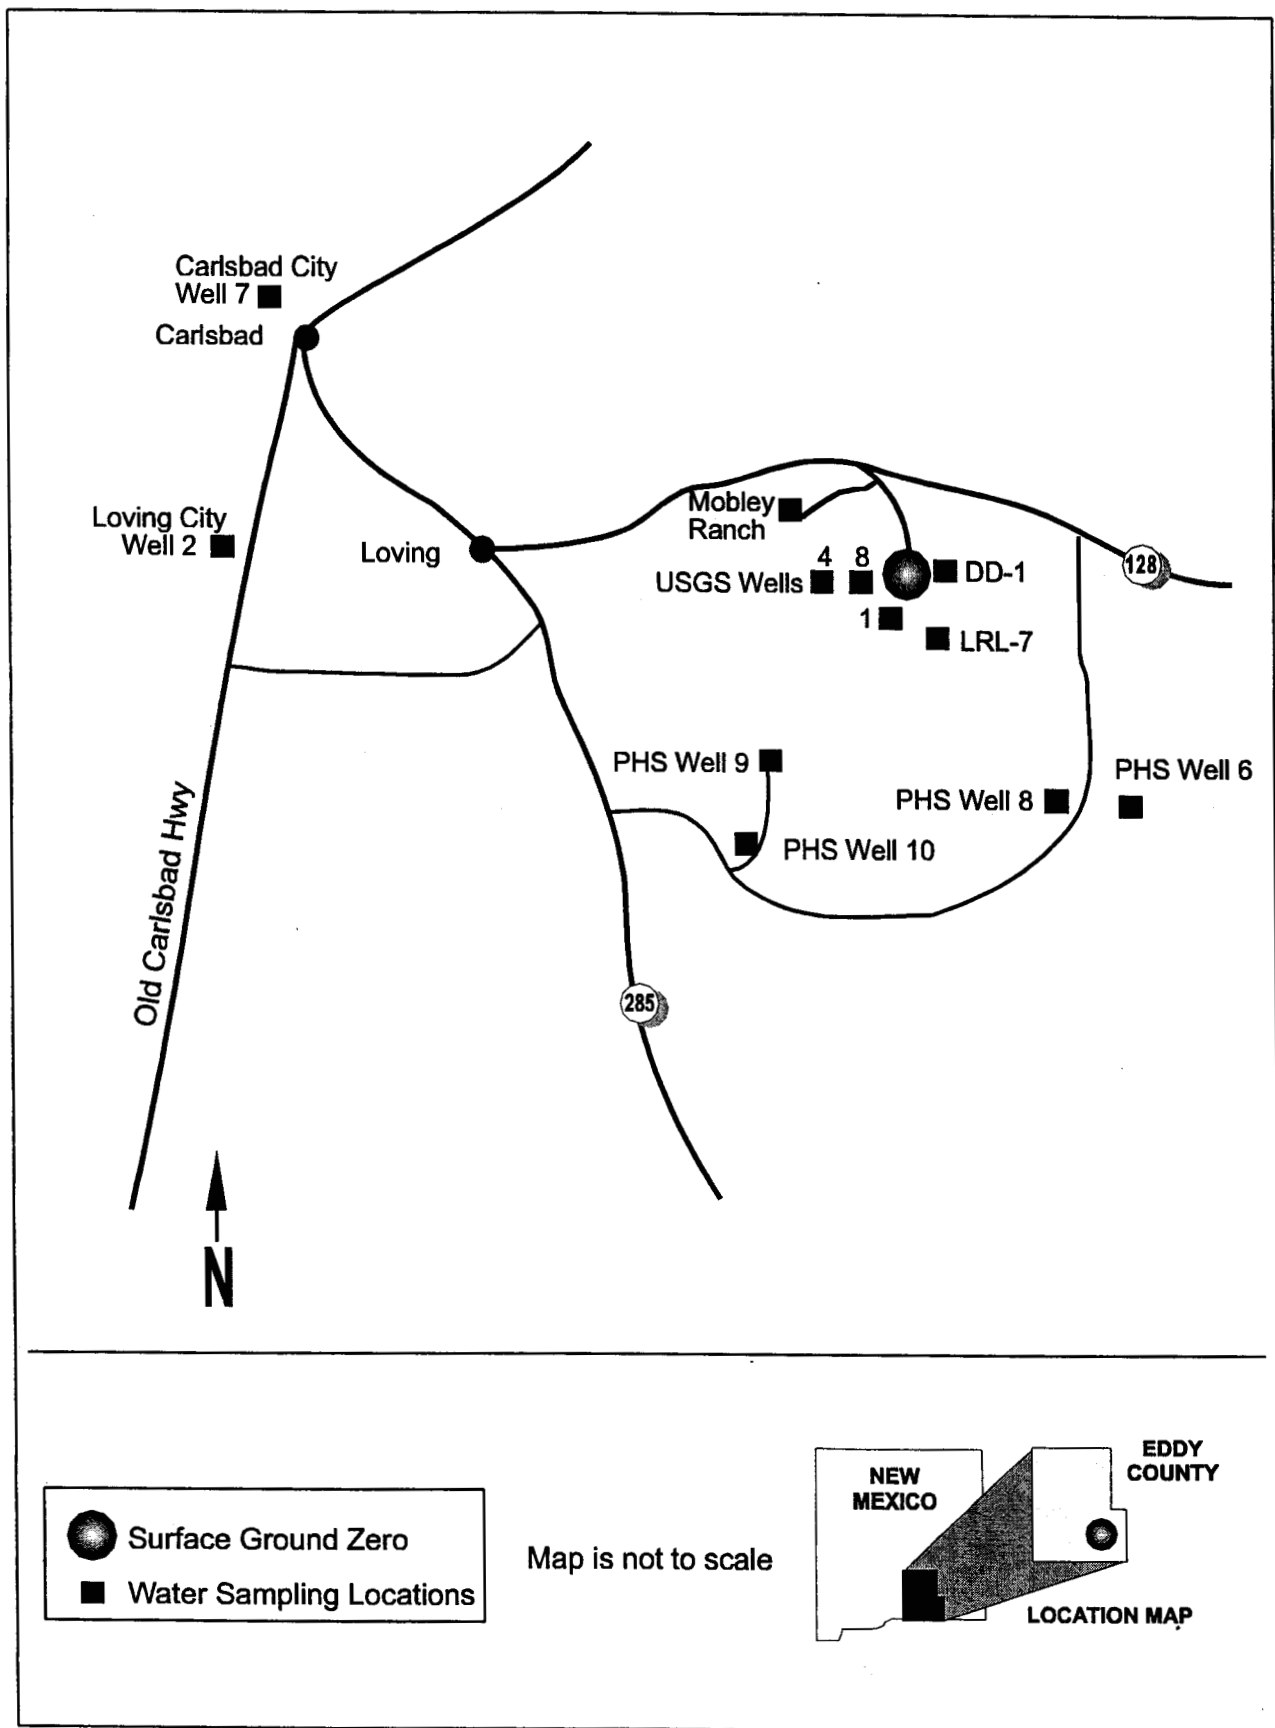 Carlsbad City
Well 7
Carlsbad
Loving City
Well 2
Loving
Mobley
Ranch
4 8
USGS Wells
DD-1
128
1
LRL-7
PHS Well 9
PHS Well 6
PHS Well 8
PHS Well 10
Old Carlsbad Hwy
285
N
Surface Ground Zero
Water Sampling Locations
Map is not to scale
NEW
MEXICO
EDDY
COUNTY
LOCATION MAP